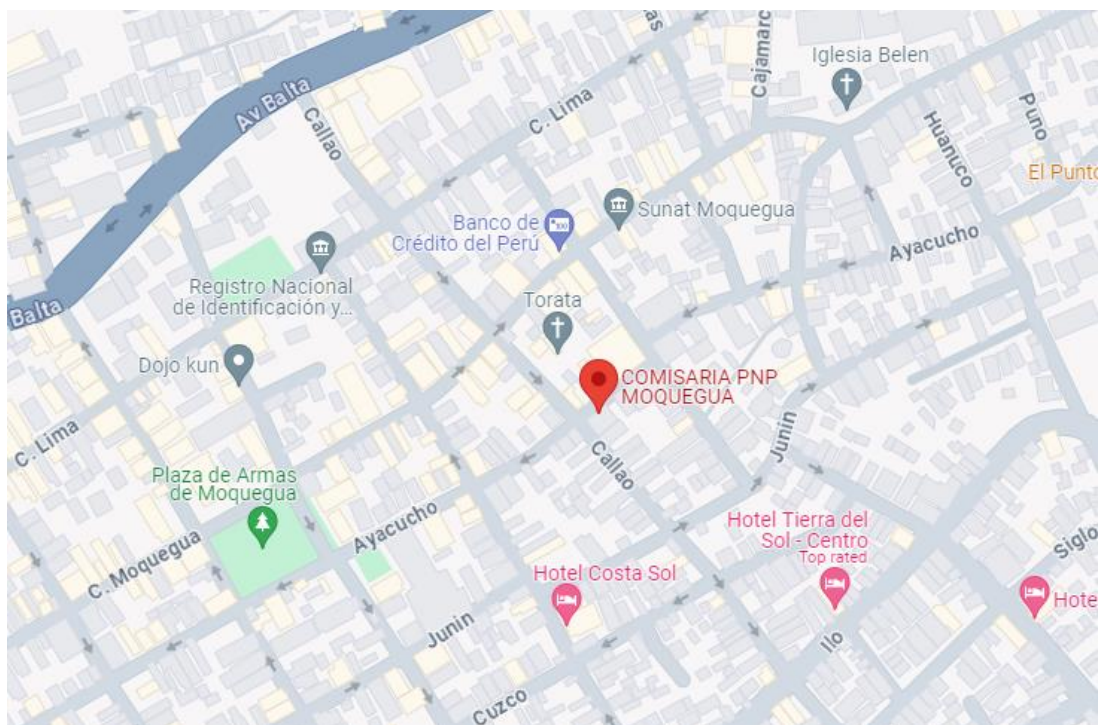 as
Cajamarc
Iglesia Belen
Av Balta
Callao
C. Lima
Huanuco
Puno
El Punto
Banco de
Crédito del Perú
Sunat Moquegua
Ayacucho
Registro Nacional
de Identificación y...
Torata
Balta
Dojo kun
COMISARIA PNP
MOQUEGUA
C. Lima
Junin
Callao
Plaza de Armas
de Moquegua
Ayacucho
C. Moquegua
Hotel Tierra del
Sol - Centro
Top rated
Siglo
Hotel Costa Sol
Hote
Junin
Ilo
Cuzco